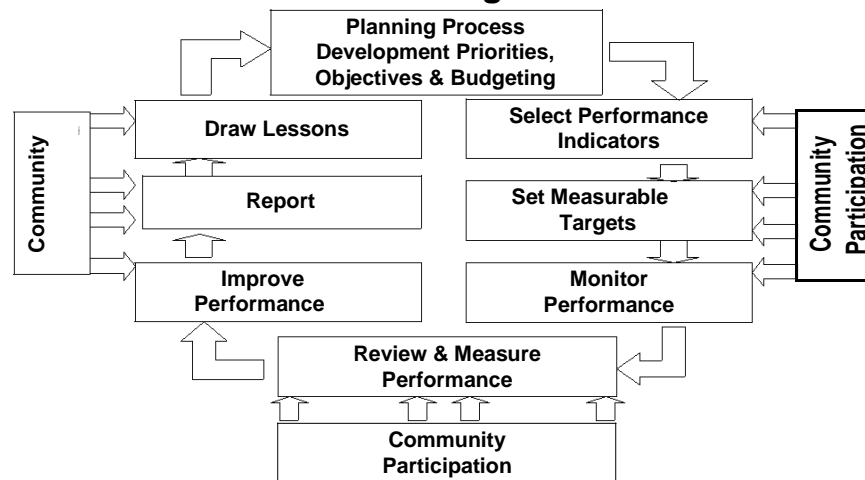 Planning Process
Development Priorities,
Objectives & Budgeting
Draw Lessons
Select Performance
Indicators
Community
Report
Set Measurable
Targets
Community
Participation
Improve
Performance
Monitor
Performance
Review & Measure
Performance
Community
Participation